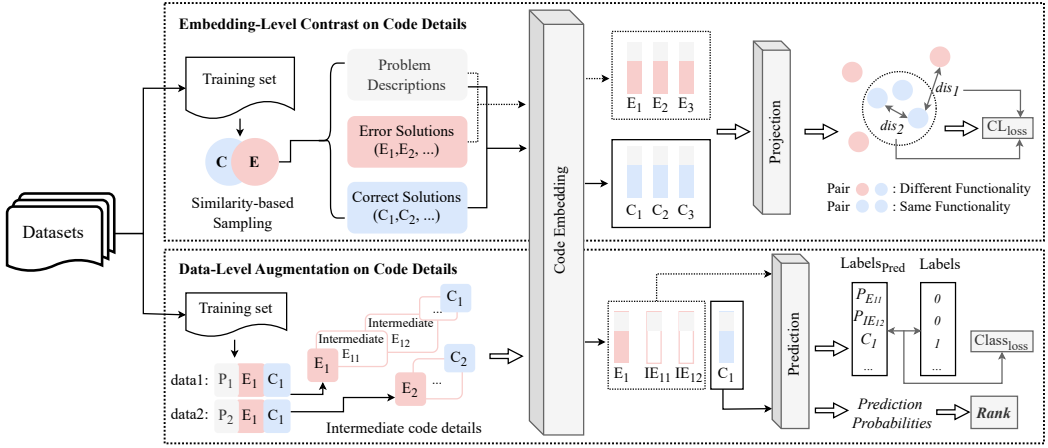 Embedding-Level Contrast on Code Details
Training set
C E
Similarity-based
Sampling
Problem
Descriptions
Error Solutions
(E1,E2, ...)
Correct Solutions
(C1,C2, ...)
Datasets
Code Embedding
E1 E2 E3
C1 C2 C3
Projection
dis1
dis2
CLloss
Pair : Different Functionality
Pair : Same Functionality
Data-Level Augmentation on Code Details
Training set
data1: P1 E1 C1
data2: P2 E1 C1
E1
Intermediate
E11
Intermediate
E12
...
C1
E2
...
C2
Intermediate code details
E1 IE11 IE12 C1
Prediction
LabelsPred Labels
PE11 0
PIE12 0
C1 1
... ...
Classloss
Prediction
Probabilities
Rank